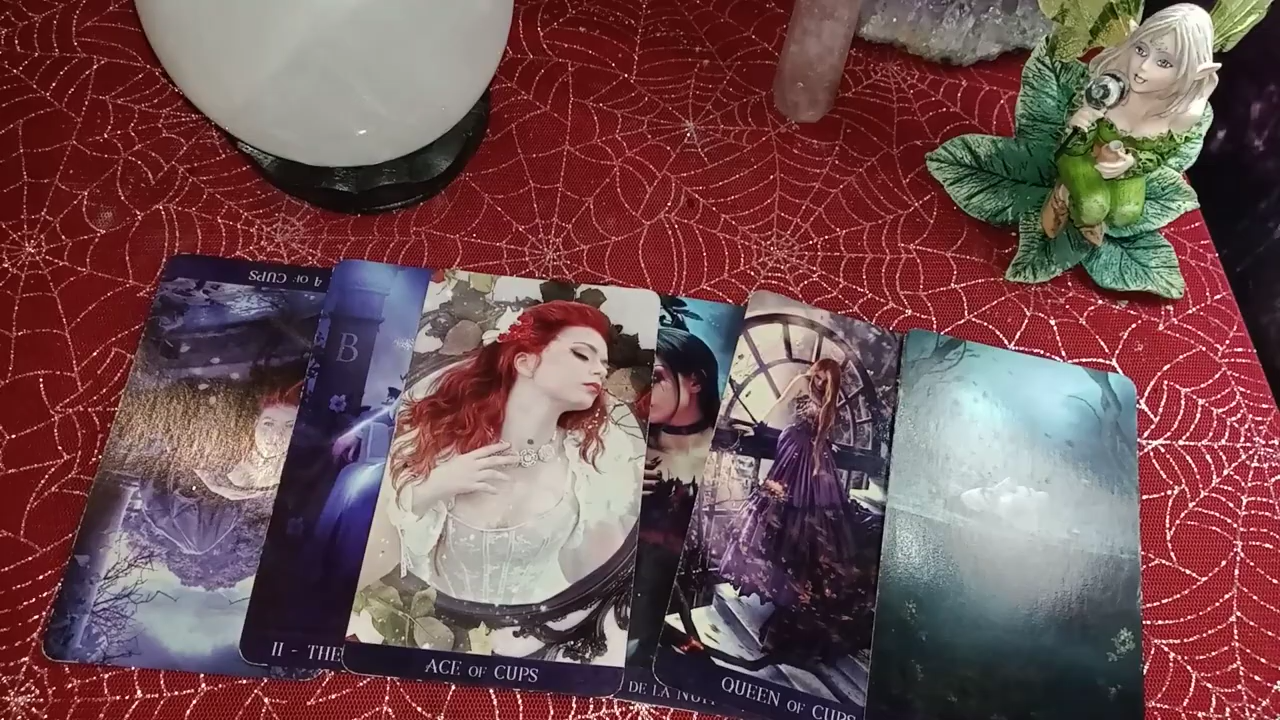 4 OF CUPS
B
II - THE
ACE OF CUPS
DE LA NUIT
QUEEN OF CUPS